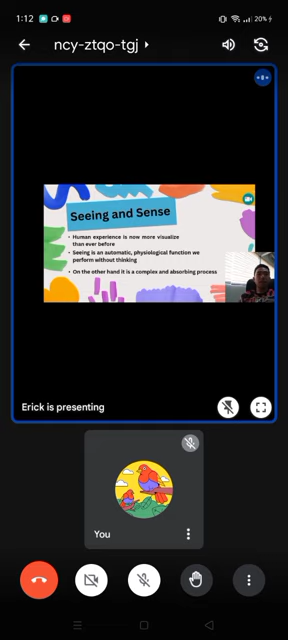 1:12
20%
ncy-ztqo-tgj
Seeing and Sense
• Human experience is now more visualize
than ever before
• Seeing is an automatic, physiological function we
perform without thinking
• On the other hand it is a complex and absorbing process
Erick is presenting
You